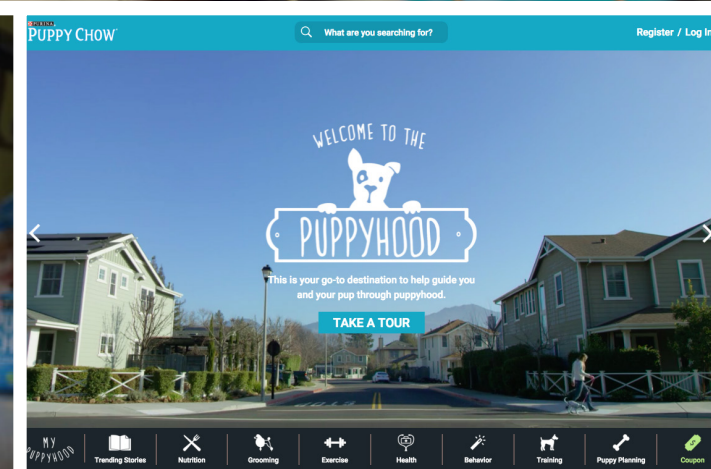 PURINA
PUPPY CHOW
What are you searching for?
Register / Log In
WELCOME TO THE
PUPPYHOOD
This is your go-to destination to help guide you
and your pup through puppyhood.
TAKE A TOUR
MY
PUPPYHOOD
Trending Stories
Nutrition
Grooming
Exercise
Health
Behavior
Training
Puppy Planning
Coupon